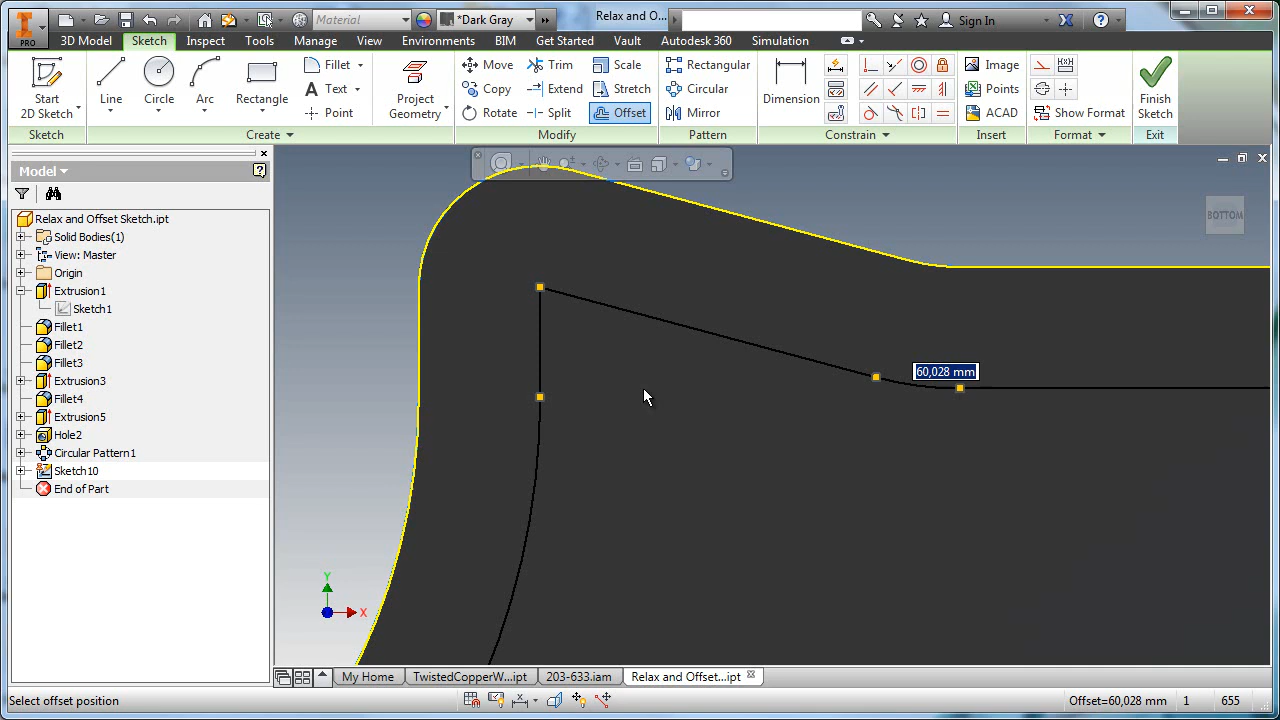 Material
*Dark Gray
Relax and O...
Sign In
PRO
3D Model
Sketch
Inspect
Tools
Manage
View
Environments
BIM
Get Started
Vault
Autodesk 360
Simulation
Start
2D Sketch
Line
Circle
Arc
Rectangle
Fillet
Text
Point
Project
Geometry
Move
Copy
Rotate
Trim
Extend
Split
Scale
Stretch
Offset
Rectangular
Circular
Mirror
Dimension
Image
Points
ACAD
Show Format
Finish
Sketch
Sketch
Create
Modify
Pattern
Constrain
Insert
Format
Exit
Model
Relax and Offset Sketch.ipt
Solid Bodies(1)
View: Master
Origin
Extrusion1
Sketch1
Fillet1
Fillet2
Fillet3
Extrusion3
Fillet4
Extrusion5
Hole2
Circular Pattern1
Sketch10
End of Part
BOTTOM
60,028 mm
Y
X
My Home
TwistedCopperW...ipt
203-633.iam
Relax and Offset...ipt
Select offset position
Offset=60,028 mm
1
655